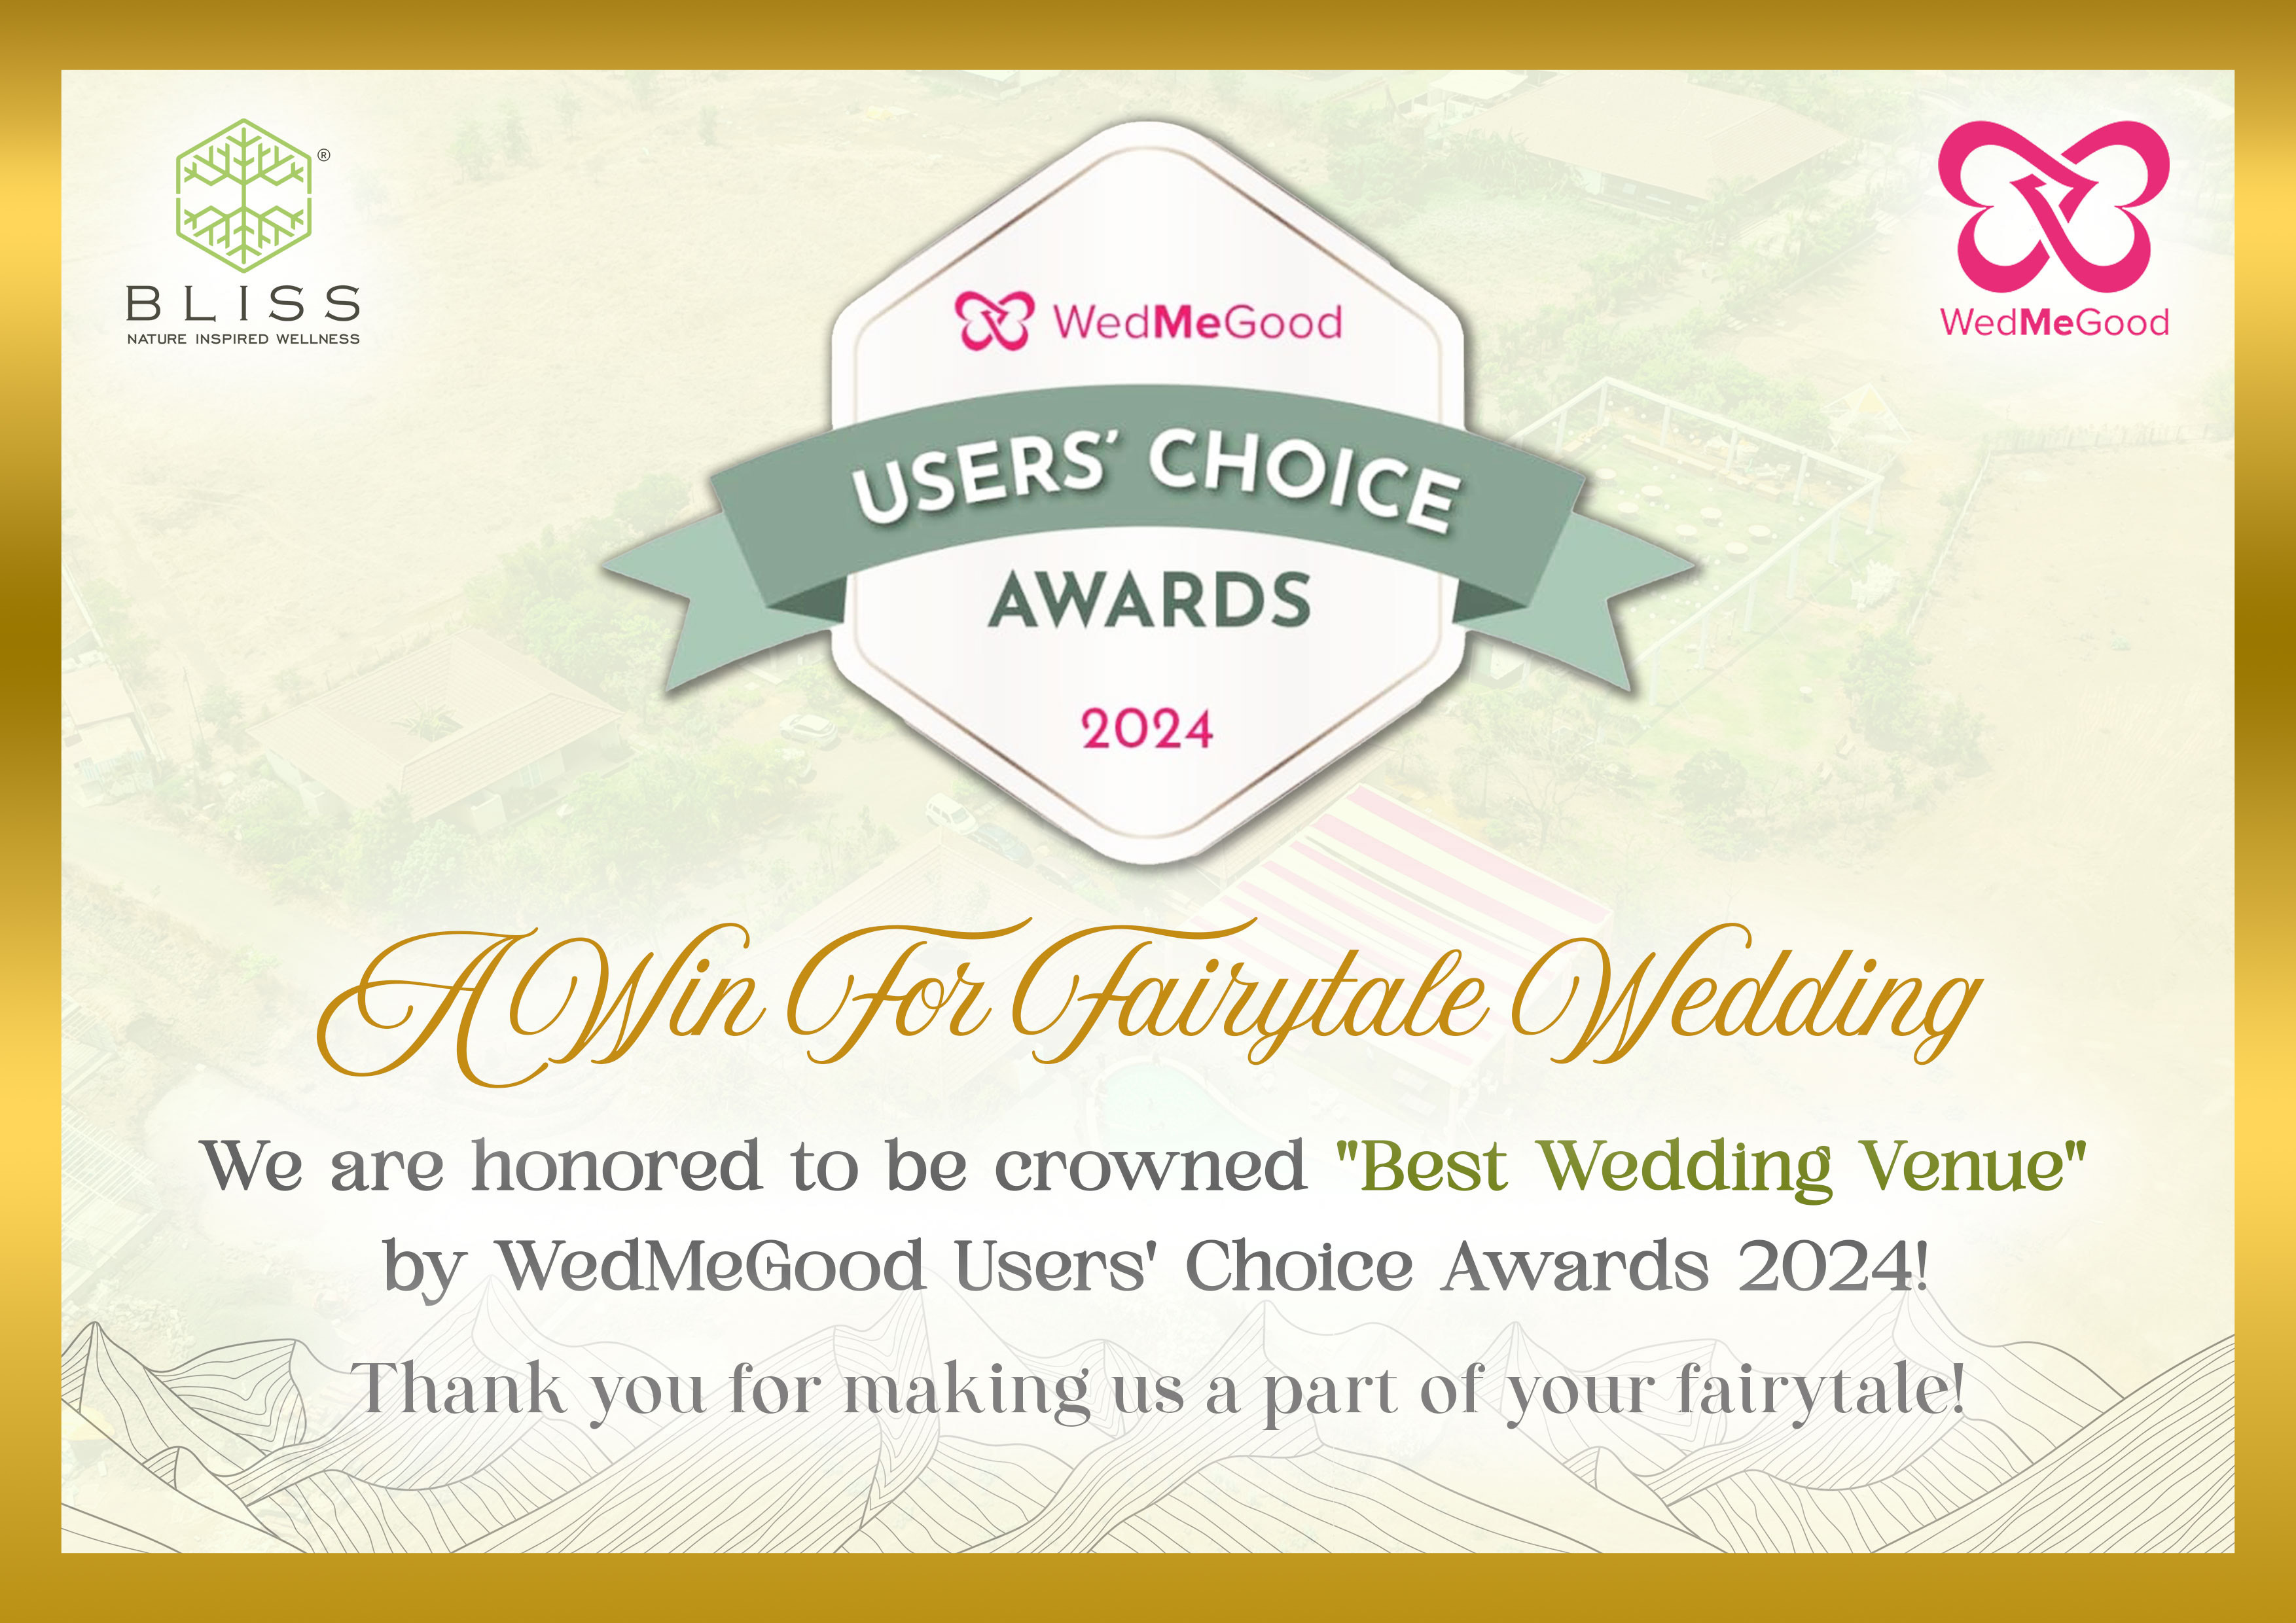 ®
BLISS
NATURE INSPIRED WELLNESS
WedMeGood
WedMeGood
USERS’ CHOICE
AWARDS
2024
A Win For Fairytale Wedding
We are honored to be crowned "Best Wedding Venue"
by WedMeGood Users' Choice Awards 2024!
Thank you for making us a part of your fairytale!